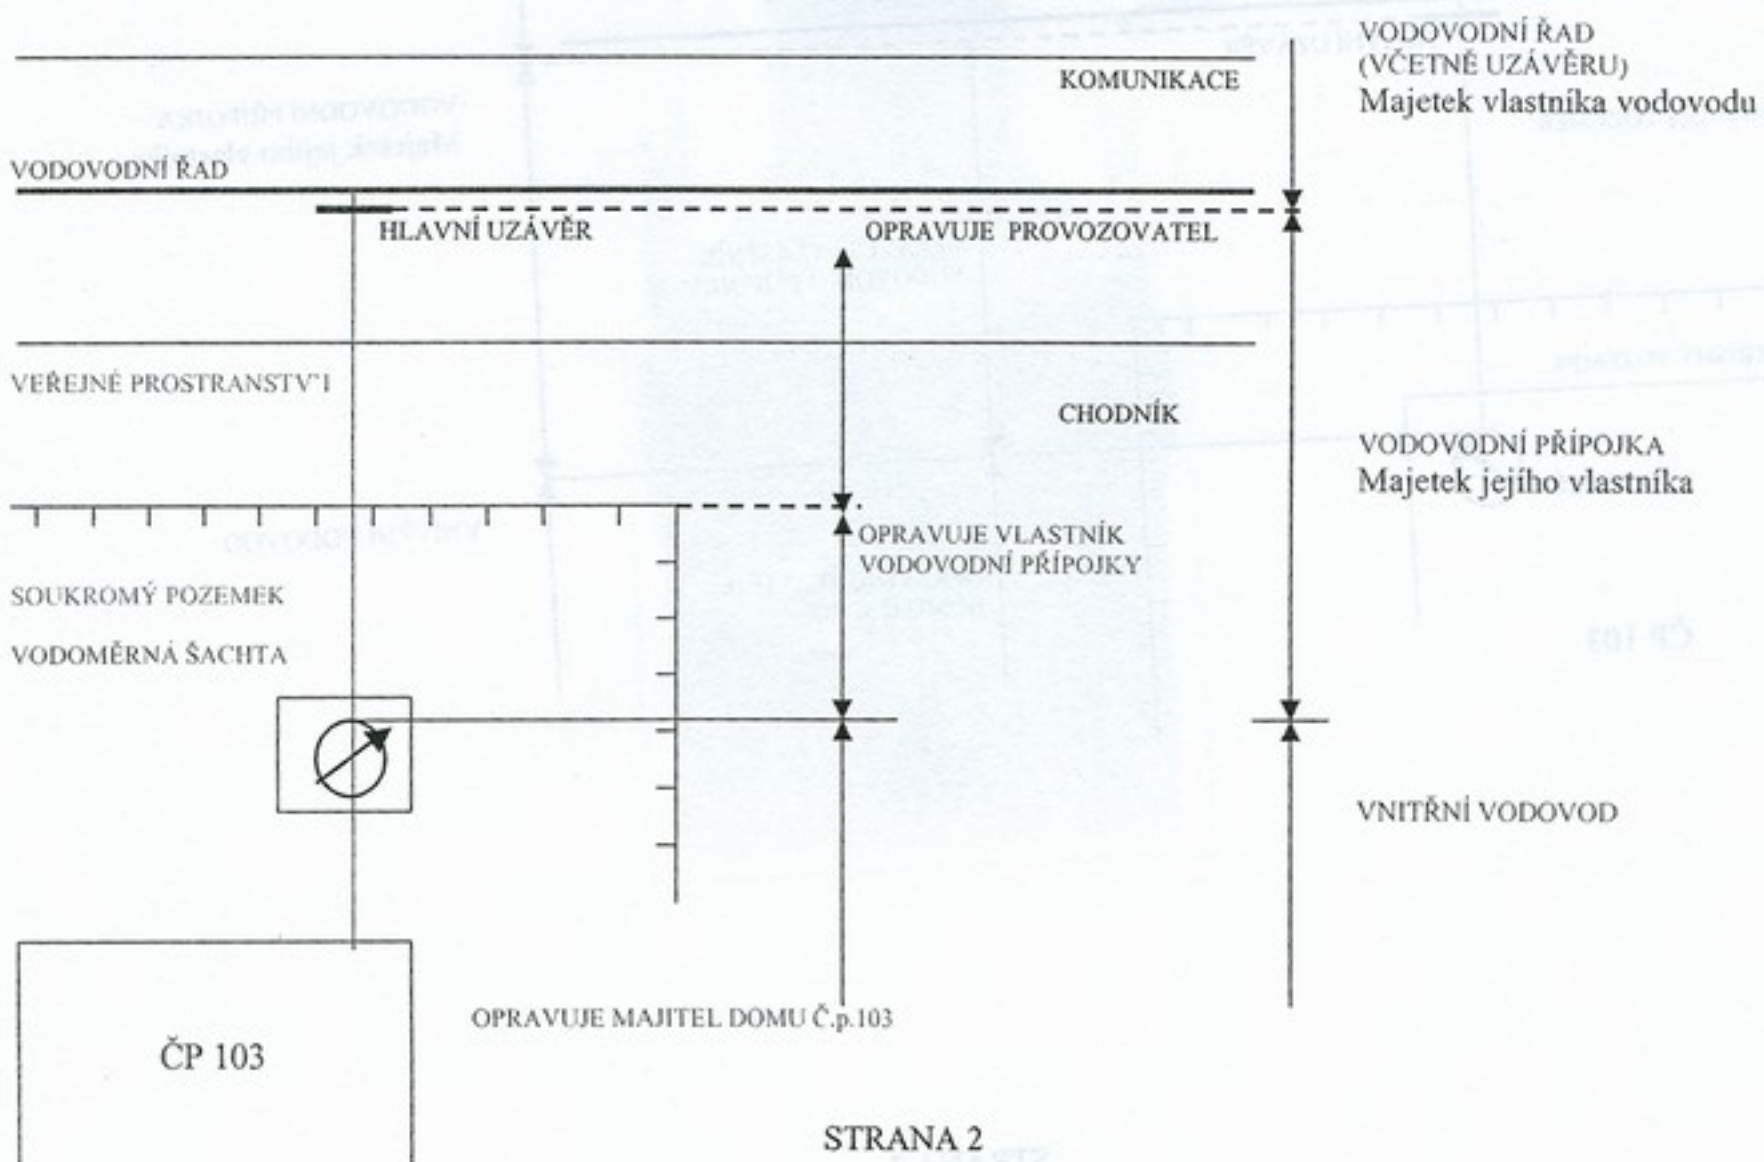 VODOVODNÍ ŘAD
(VČETNĚ UZÁVĚRU)
Majetek vlastníka vodovodu
KOMUNIKACE
VODOVODNÍ ŘAD
HLAVNÍ UZÁVĚR
OPRAVUJE PROVOZOVATEL
VEŘEJNÉ PROSTRANSTV'I
CHODNÍK
VODOVODNÍ PŘÍPOJKA
Majetek jejího vlastníka
OPRAVUJE VLASTNÍK
VODOVODNÍ PŘÍPOJKY
SOUKROMÝ POZEMEK
VODOMĚRNÁ ŠACHTA
VNITŘNÍ VODOVOD
OPRAVUJE MAJITEL DOMU Č.p.103
ČP 103
STRANA 2